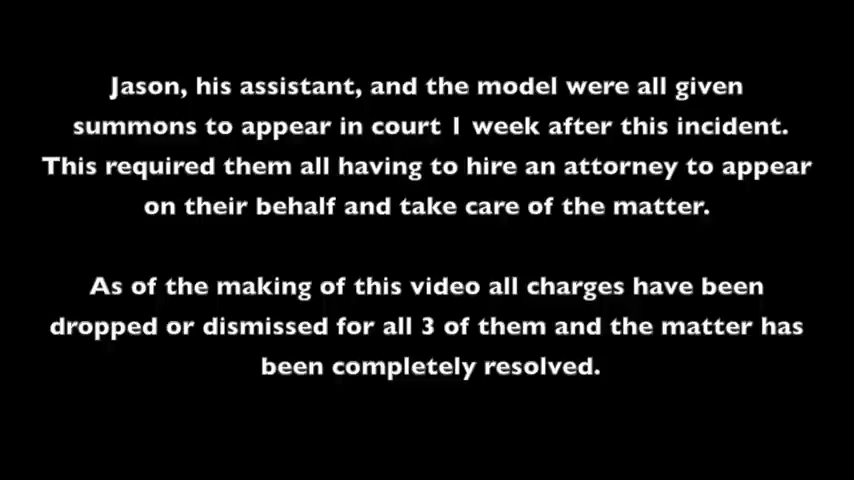 Jason, his assistant, and the model were all given
summons to appear in court 1 week after this incident.
This required them all having to hire an attorney to appear
on their behalf and take care of the matter.
As of the making of this video all charges have been
dropped or dismissed for all 3 of them and the matter has
been completely resolved.